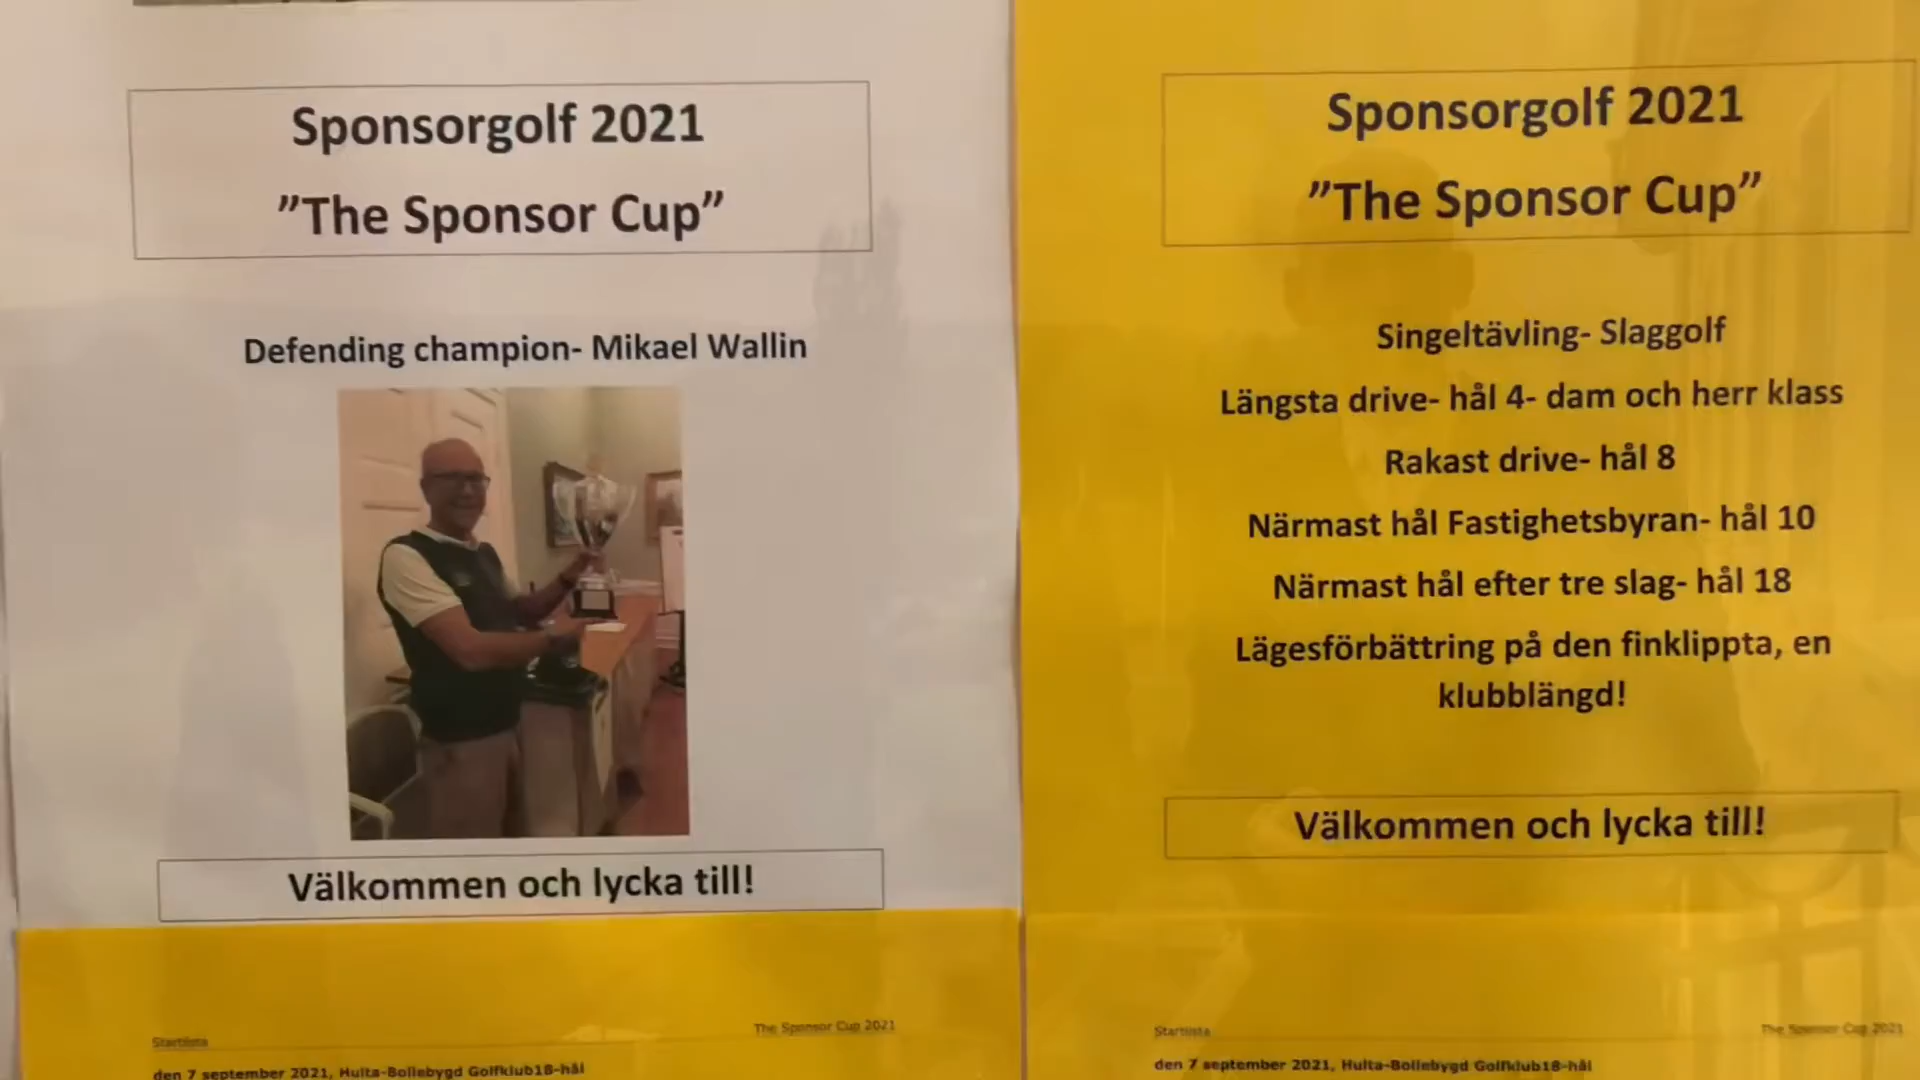 Sponsorgolf 2021
”The Sponsor Cup”
Defending champion- Mikael Wallin
Välkommen och lycka till!
Startlista
The Sponsor Cup 2021
den 7 september 2021, Hulta-Bollebygd Golfklub18-hål
Sponsorgolf 2021
”The Sponsor Cup”
Singeltävling- Slaggolf
Längsta drive- hål 4- dam och herr klass
Rakast drive- hål 8
Närmast hål Fastighetsbyran- hål 10
Närmast hål efter tre slag- hål 18
Lägesförbättring på den finklippta, en
klubblängd!
Välkommen och lycka till!
Startlista
The Sponsor Cup 2021
den 7 september 2021, Hulta-Bollebygd Golfklub18-hål